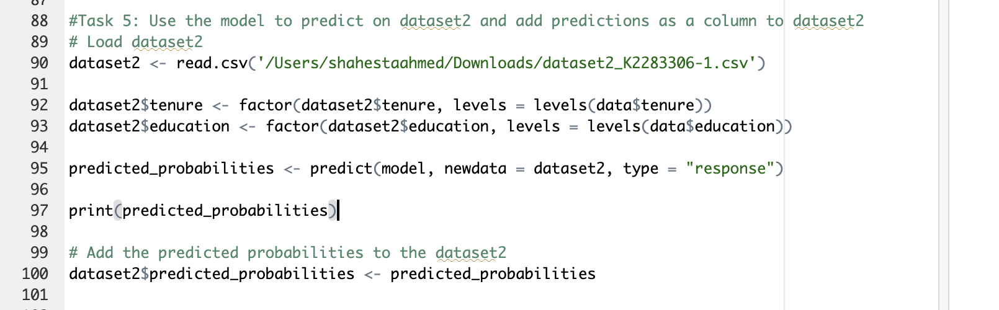 87
88 #Task 5: Use the model to predict on dataset2 and add predictions as a column to dataset2
89 # Load dataset2
90 dataset2 <- read.csv('/Users/shahestaahmed/Downloads/dataset2_K2283306-1.csv')
91
92 dataset2$tenure <- factor(dataset2$tenure, levels = levels(data$tenure))
93 dataset2$education <- factor(dataset2$education, levels = levels(data$education))
94
95 predicted_probabilities <- predict(model, newdata = dataset2, type = "response")
96
97 print(predicted_probabilities)
98
99 # Add the predicted probabilities to the dataset2
100 dataset2$predicted_probabilities <- predicted_probabilities
101